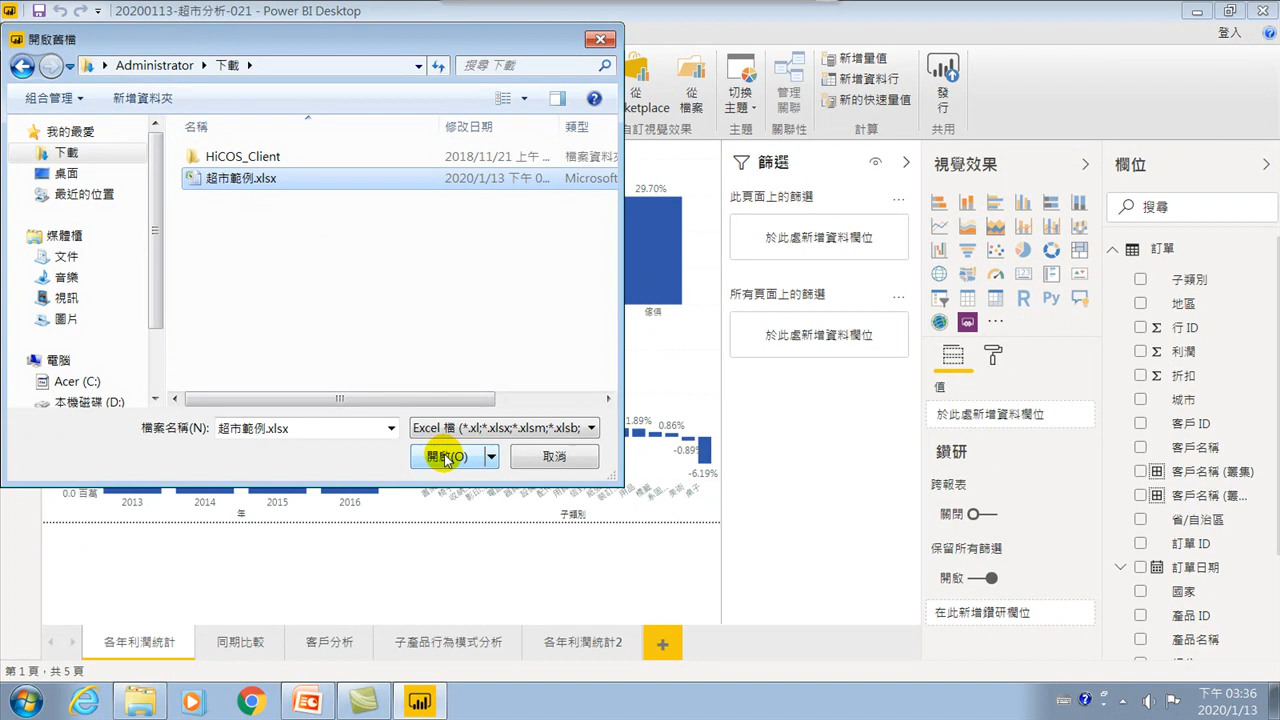 20200113-超市分析-021 - Power BI Desktop
登入
開啟舊檔
Administrator ▸ 下載 ▸
搜尋 下載
組合管理
新增資料夾
我的最愛
下載
桌面
最近的位置
媒體櫃
文件
音樂
視訊
圖片
電腦
Acer (C:)
本機磁碟 (D:)
名稱
修改日期
類型
HiCOS_Client
2018/11/21 上午 ...
檔案資料夾
超市範例.xlsx
2020/1/13 下午 0...
Microsoft
檔案名稱(N):
超市範例.xlsx
Excel 檔 (*.xl;*.xlsx;*.xlsm;*.xlsb;
開啟(O)
取消
從
ketplace
從
檔案
自訂視覺效果
切換
主題
主題
管理
關聯
關聯性
新增量值
新增資料行
新的快速量值
計算
發
行
共用
29.70%
傢俱
1.89%
0.86%
-0.89%
-6.19%
0.0 百萬
2013
2014
2015
2016
年
子類別
篩選
此頁面上的篩選
...
於此處新增資料欄位
所有頁面上的篩選
...
於此處新增資料欄位
視覺效果
R
Py
123
值
於此處新增資料欄位
鑽研
跨報表
關閉
保留所有篩選
開啟
在此新增鑽研欄位
欄位
搜尋
訂單
子類別
地區
行 ID
利潤
折扣
城市
客戶 ID
客戶名稱
客戶名稱 (叢集)
客戶名稱 (叢...
省/自治區
訂單 ID
訂單日期
國家
產品 ID
產品名稱
各年利潤統計
同期比較
客戶分析
子產品行為模式分析
各年利潤統計2
第 1 頁，共 5 頁
下午 03:36
2020/1/13